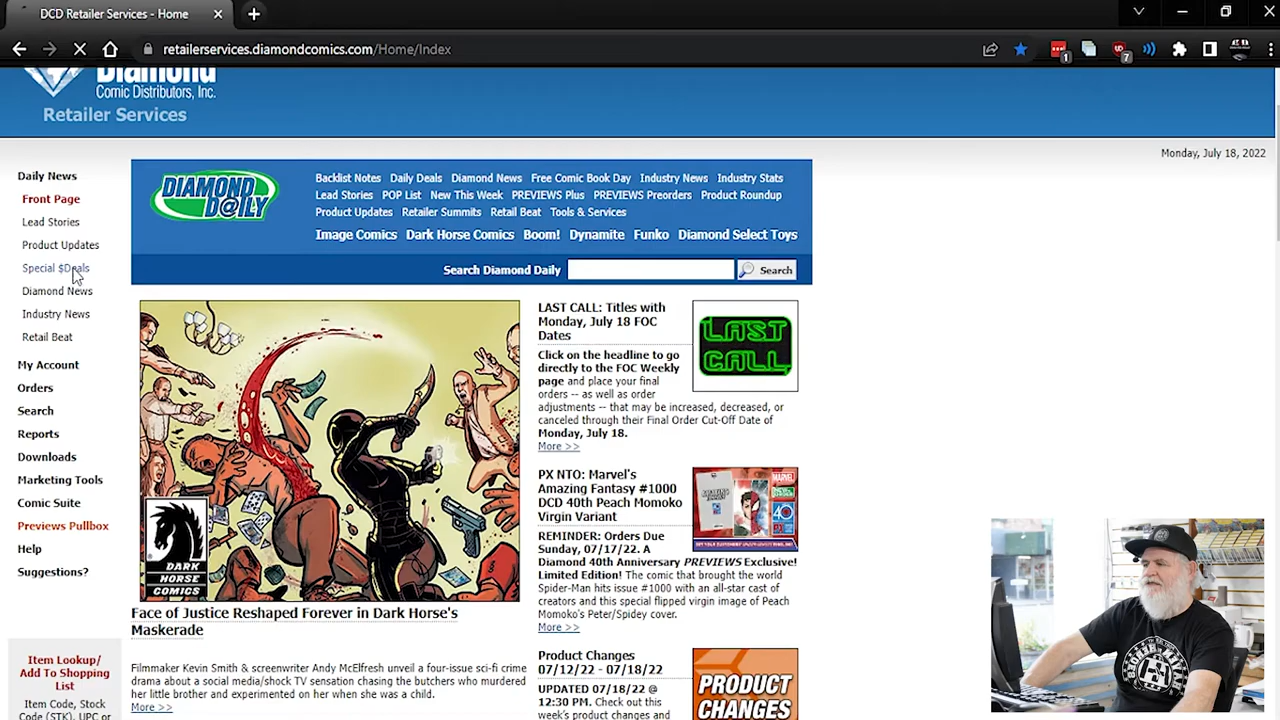 DCD Retailer Services - Home
retailerservices.diamondcomics.com/Home/Index
1
7
Diamond
Comic Distributors, Inc.
Retailer Services
Monday, July 18, 2022
Daily News
Front Page
Lead Stories
Product Updates
Special $Deals
Diamond News
Industry News
Retail Beat
My Account
Orders
Search
Reports
Downloads
Marketing Tools
Comic Suite
Previews Pullbox
Help
Suggestions?
Item Lookup/
Add To Shopping
List
Item Code, Stock
Code (STK), UPC or
DIAMOND
D@ILY
Backlist Notes Daily Deals Diamond News Free Comic Book Day Industry News Industry Stats
Lead Stories POP List New This Week PREVIEWS Plus PREVIEWS Preorders Product Roundup
Product Updates Retailer Summits Retail Beat Tools & Services
Image Comics Dark Horse Comics Boom! Dynamite Funko Diamond Select Toys
Search Diamond Daily
Search
DARK
HORSE
COMICS
Face of Justice Reshaped Forever in Dark Horse's
Maskerade
Filmmaker Kevin Smith & screenwriter Andy McElfresh unveil a four-issue sci-fi crime
drama about a social media/shock TV sensation chasing the butchers who murdered
her little brother and experimented on her when she was a child.
More >>
LAST CALL: Titles with
Monday, July 18 FOC
Dates
Click on the headline to go
directly to the FOC Weekly
page and place your final
orders -- as well as order
adjustments -- that may be increased, decreased, or
canceled through their Final Order Cut-Off Date of
Monday, July 18.
More >>
LAST
CALL
PX NTO: Marvel's
Amazing Fantasy #1000
DCD 40th Peach Momoko
Virgin Variant
REMINDER: Orders Due
Sunday, 07/17/22. A
Diamond 40th Anniversary PREVIEWS Exclusive!
Limited Edition! The comic that brought the world
Spider-Man hits issue #1000 with an all-star cast of
creators and this special flipped virgin image of Peach
Momoko's Peter/Spidey cover.
More >>
MARVEL
40
Product Changes
07/12/22 - 07/18/22
UPDATED 07/18/22 @
12:30 PM. Check out this
week's product changes and
PRODUCT
CHANGES